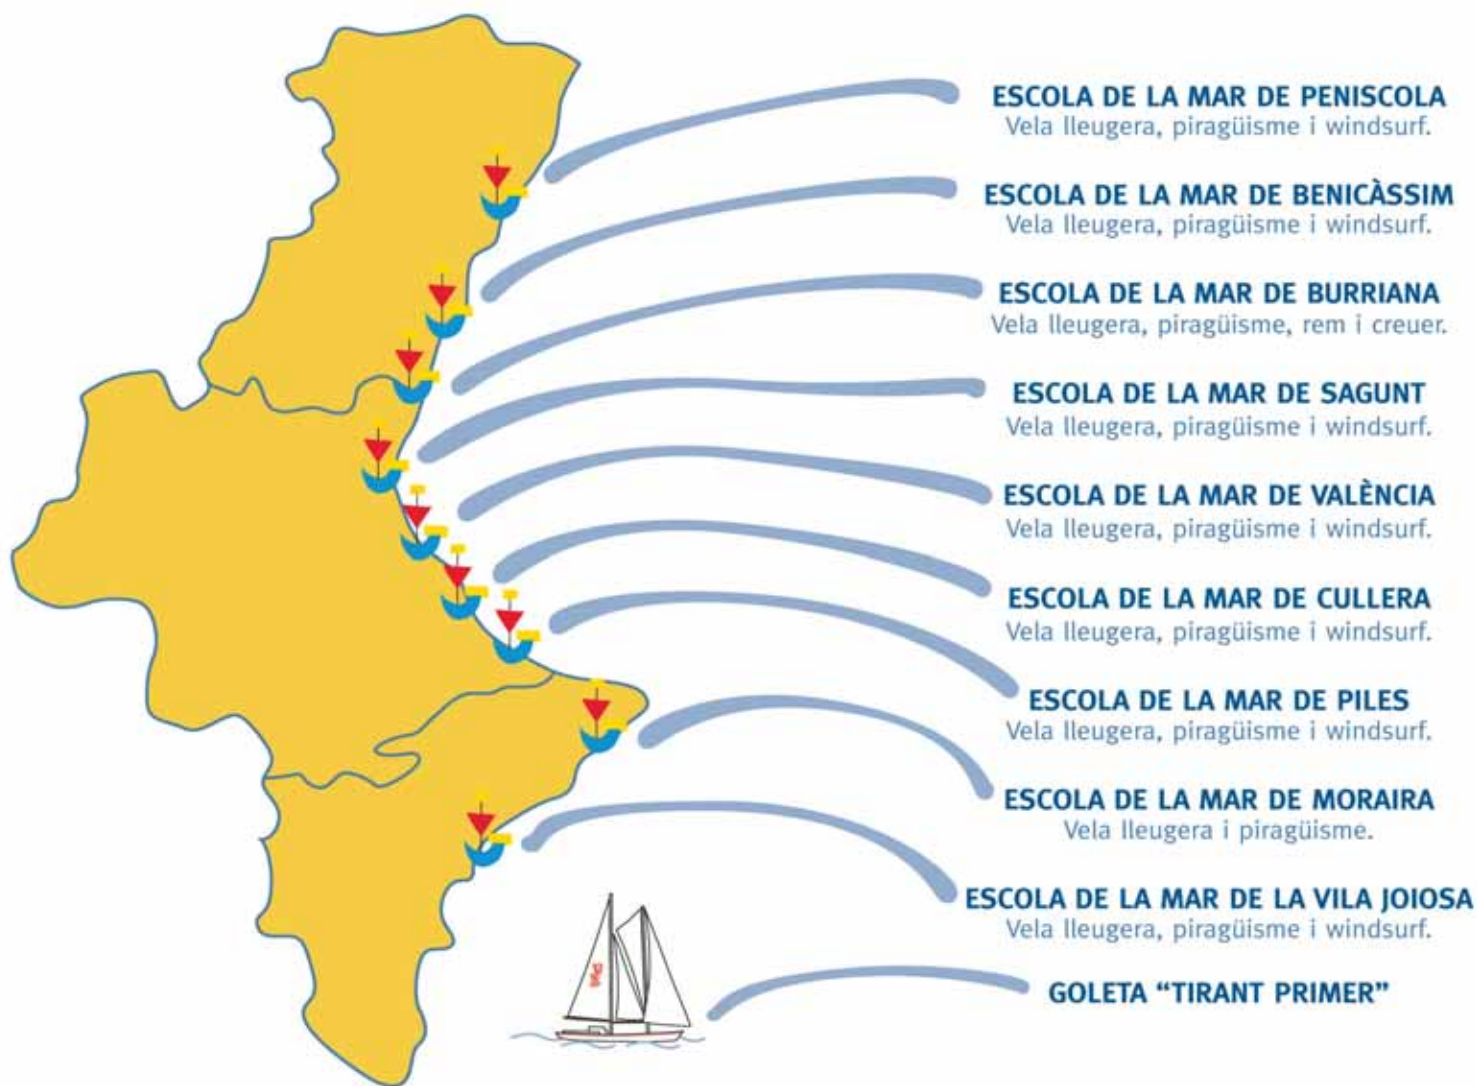 ESCOLA DE LA MAR DE PENISCOLA
Vela lleugera, piragüisme i windsurf.
ESCOLA DE LA MAR DE BENICÀSSIM
Vela lleugera, piragüisme i windsurf.
ESCOLA DE LA MAR DE BURRIANA
Vela lleugera, piragüisme, rem i creuer.
ESCOLA DE LA MAR DE SAGUNT
Vela lleugera, piragüisme i windsurf.
ESCOLA DE LA MAR DE VALÈNCIA
Vela lleugera, piragüisme i windsurf.
ESCOLA DE LA MAR DE CULLERA
Vela lleugera, piragüisme i windsurf.
ESCOLA DE LA MAR DE PILES
Vela lleugera, piragüisme i windsurf.
ESCOLA DE LA MAR DE MORAIRA
Vela lleugera i piragüisme.
ESCOLA DE LA MAR DE LA VILA JOIOSA
Vela lleugera, piragüisme i windsurf.
GOLETA “TIRANT PRIMER”